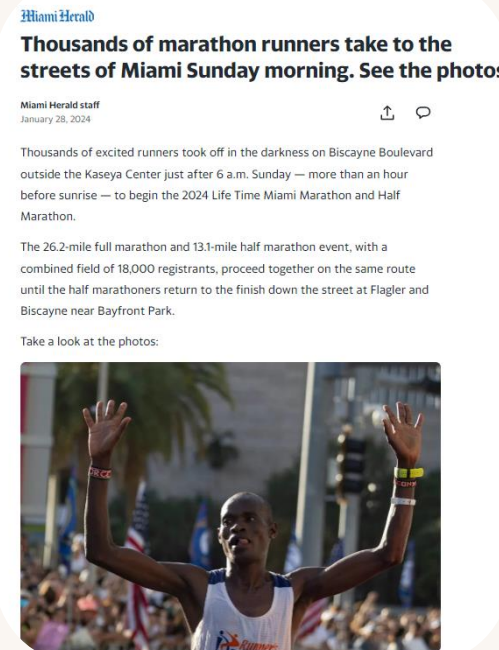 Miami Herald
Thousands of marathon runners take to the
streets of Miami Sunday morning. See the photos
Miami Herald staff
January 28, 2024
Thousands of excited runners took off in the darkness on Biscayne Boulevard
outside the Kaseya Center just after 6 a.m. Sunday — more than an hour
before sunrise — to begin the 2024 Life Time Miami Marathon and Half
Marathon.
The 26.2-mile full marathon and 13.1-mile half marathon event, with a
combined field of 18,000 registrants, proceed together on the same route
until the half marathoners return to the finish down the street at Flagler and
Biscayne near Bayfront Park.
Take a look at the photos:
Runners